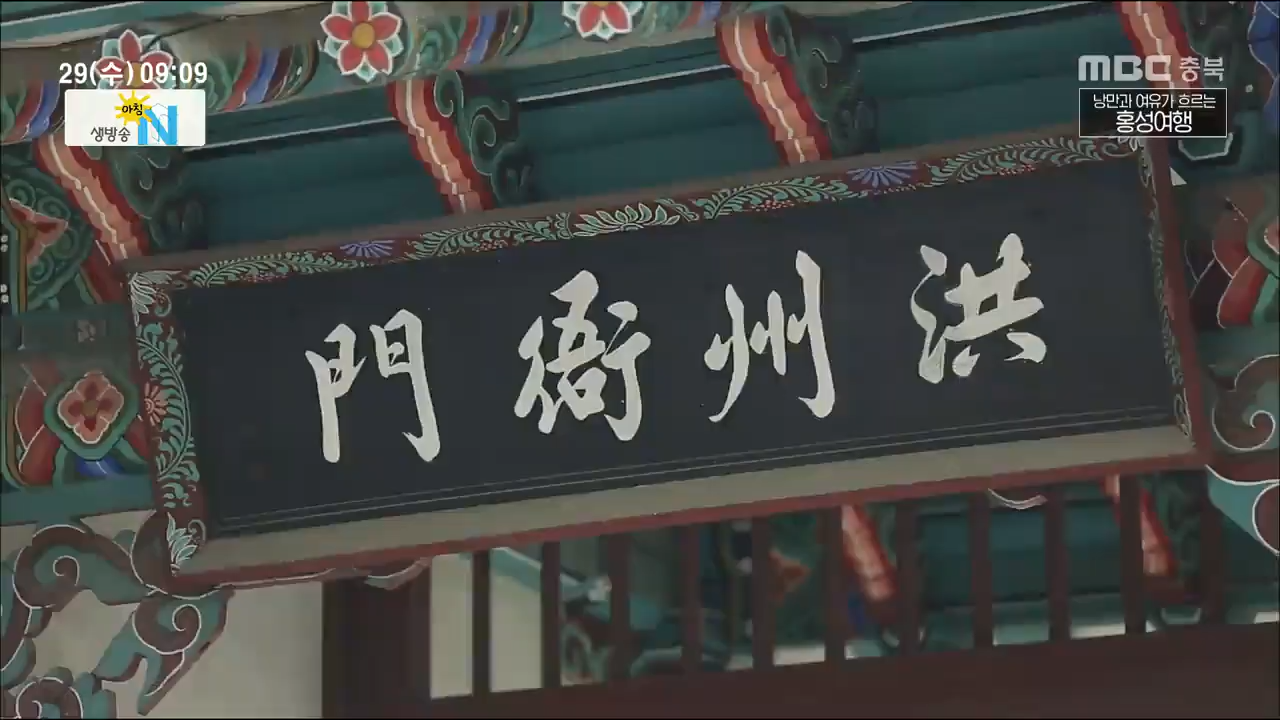 29(수) 09:09
아침
생방송 N
MBC 충북
낭만과 여유가 흐르는
홍성여행
洪州衙門